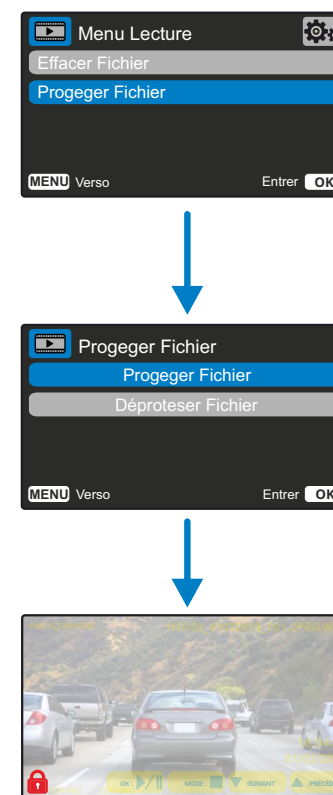 Menu Lecture
Effacer Fichier
Progeger Fichier
MENU Verso Entrer OK
Progeger Fichier
Progeger Fichier
Déproteser Fichier
MENU Verso Entrer OK
OK : MODE : :SUIVANT